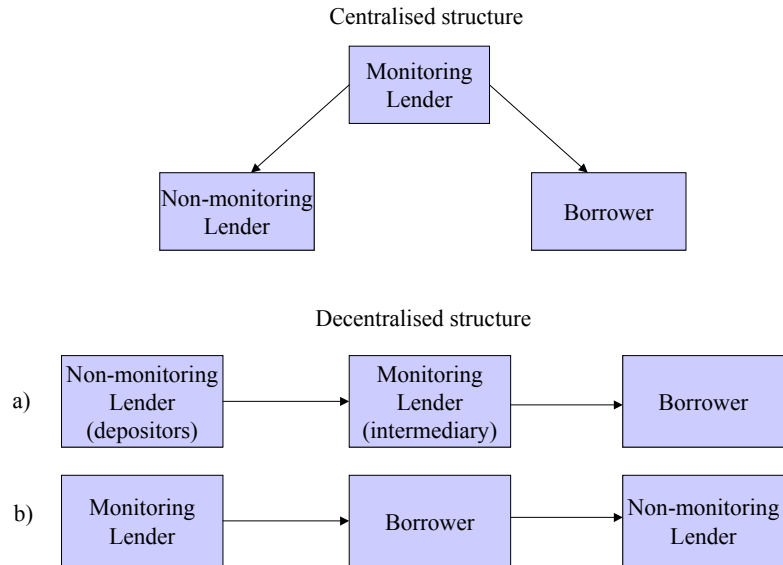 Centralised structure
Monitoring
Lender
Non-monitoring
Lender
Borrower
Decentralised structure
a)
Non-monitoring
Lender
(depositors)
Monitoring
Lender
(intermediary)
Borrower
b)
Monitoring
Lender
Borrower
Non-monitoring
Lender